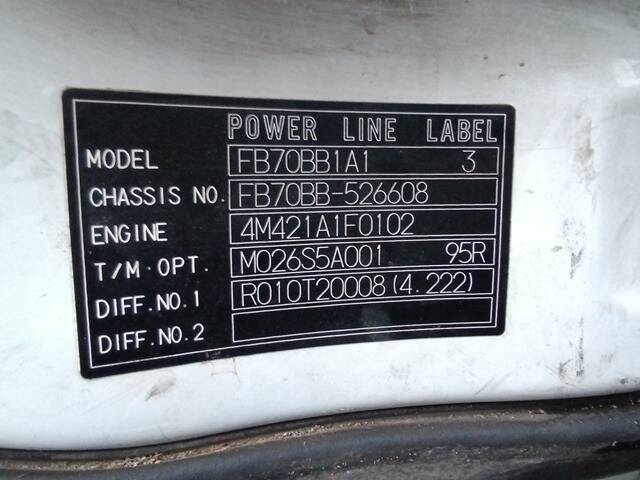 POWER LINE LABEL
MODEL FB70BB1A1 3
CHASSIS NO. FB70BB-526608
ENGINE 4M421A1F0102
T/M·OPT. M026S5A001 95R
DIFF.NO.1 R010T20008(4.222)
DIFF.NO.2